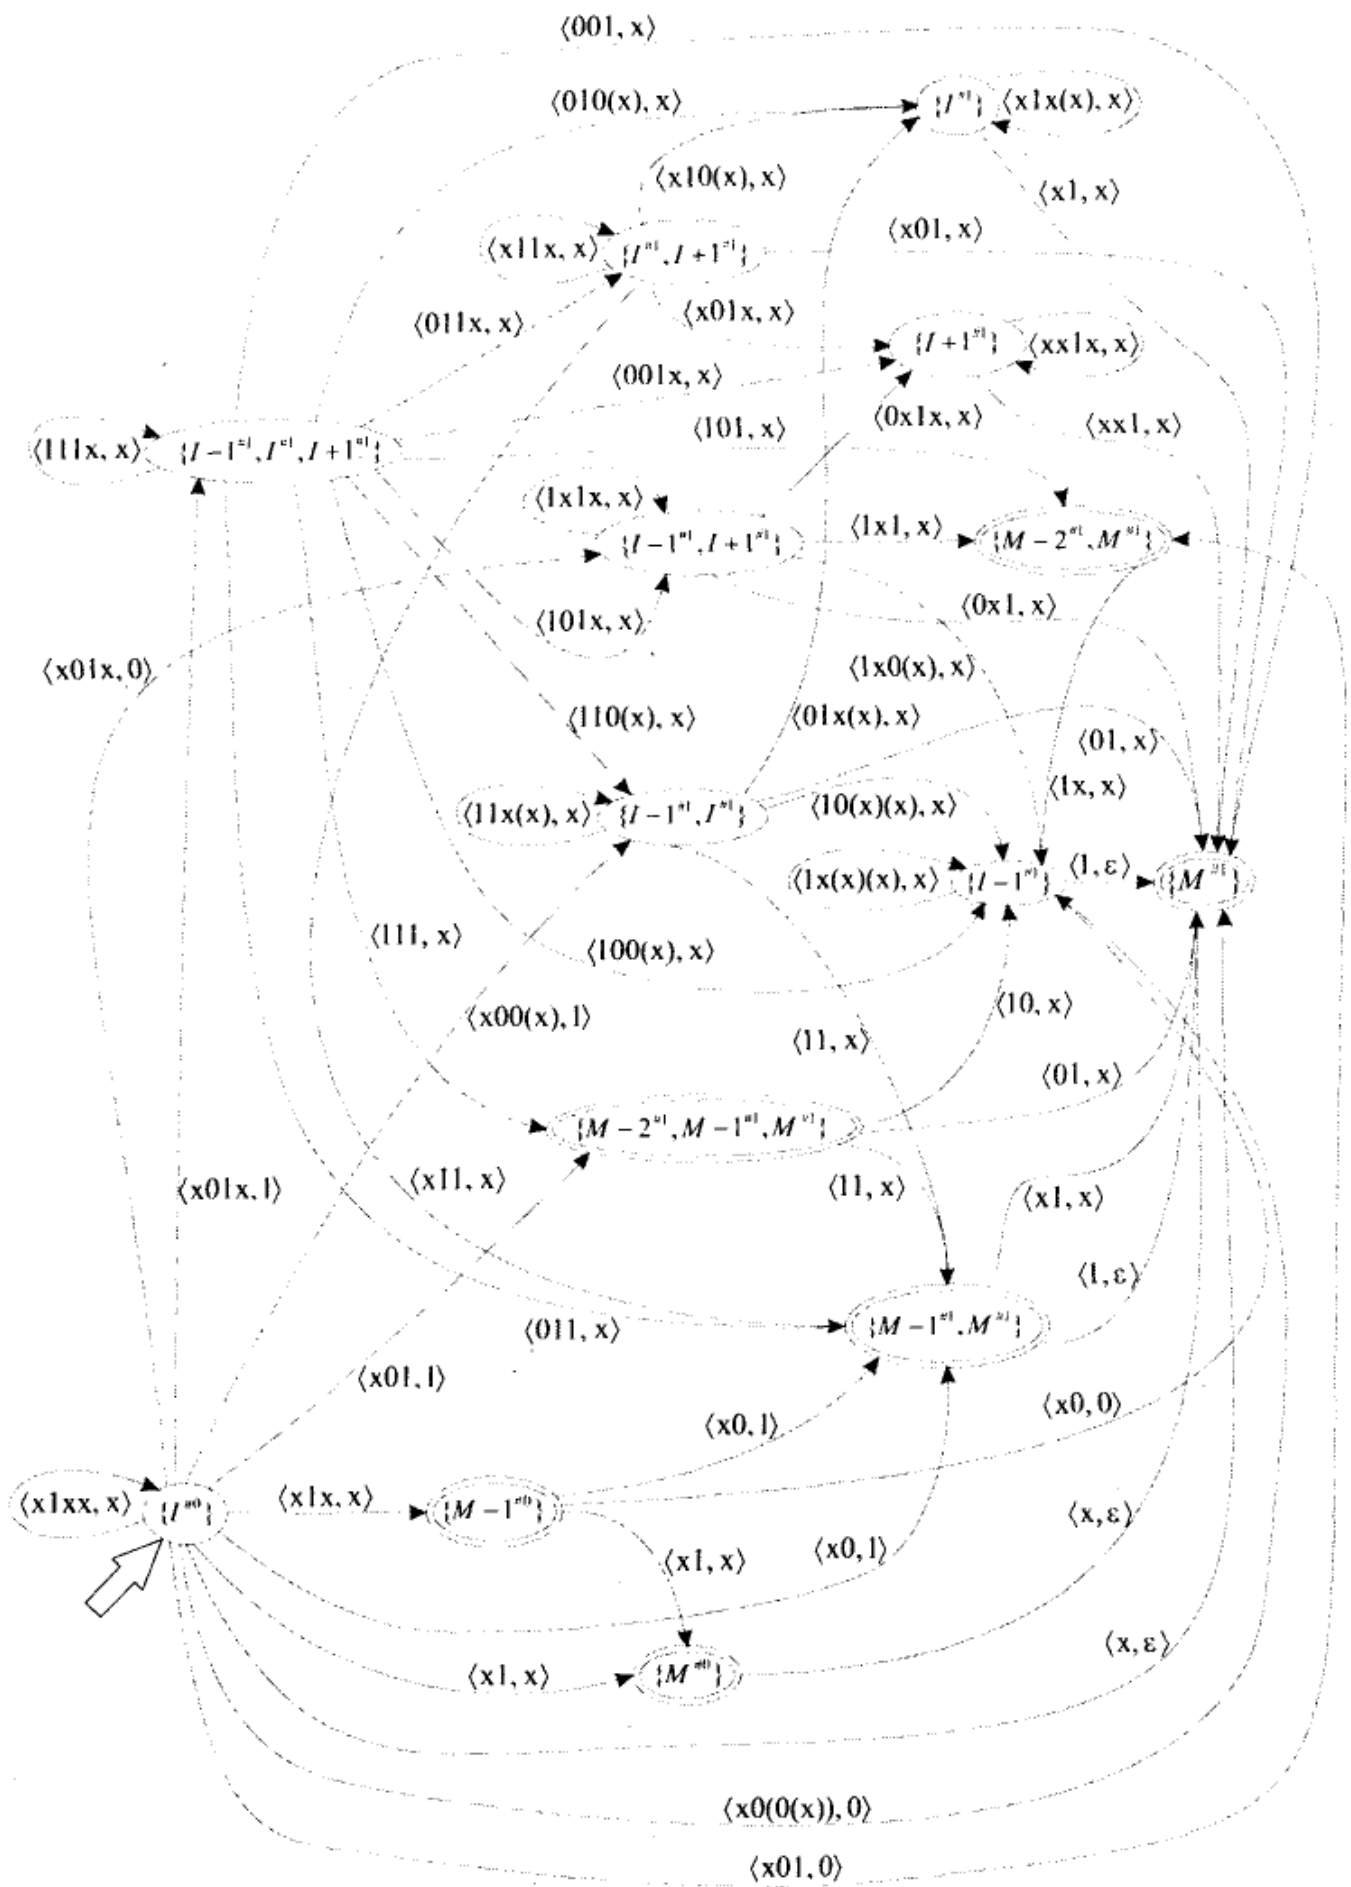 ⟨001, x⟩
⟨010(x), x⟩
{I^#1}
⟨x1x(x), x⟩
⟨x10(x), x⟩
⟨x1, x⟩
⟨x01, x⟩
⟨x11x, x⟩
{I^#1, I+1^#1}
⟨x01x, x⟩
⟨011x, x⟩
{I+1^#1}
⟨xx1x, x⟩
⟨001x, x⟩
⟨0x1x, x⟩
⟨101, x⟩
⟨xx1, x⟩
⟨111x, x⟩
{I−1^#1, I^#1, I+1^#1}
⟨1x1x, x⟩
⟨1x1, x⟩
{I−1^#1, I+1^#1}
{M−2^#1, M^#1}
⟨0x1, x⟩
⟨101x, x⟩
⟨x01x, 0⟩
⟨1x0(x), x⟩
⟨110(x), x⟩
⟨01x(x), x⟩
⟨01, x⟩
⟨1x, x⟩
⟨11x(x), x⟩
{I−1^#1, I^#1}
⟨10(x)(x), x⟩
⟨1x(x)(x), x⟩
{I−1^#1}
⟨1, ε⟩
{M^#1}
⟨111, x⟩
⟨100(x), x⟩
⟨10, x⟩
⟨x00(x), 1⟩
⟨11, x⟩
⟨01, x⟩
{M−2^#1, M−1^#1, M^#1}
⟨x01x, 1⟩
⟨x11, x⟩
⟨11, x⟩
⟨x1, x⟩
⟨1, ε⟩
⟨011, x⟩
{M−1^#1, M^#1}
⟨x01, 1⟩
⟨x0, 1⟩
⟨x0, 0⟩
⟨x1xx, x⟩
{I^#0}
⟨x1x, x⟩
{M−1^#0}
⟨x, ε⟩
⟨x1, x⟩
⟨x0, 1⟩
⟨x, ε⟩
⟨x1, x⟩
{M^#0}
⟨x0(0(x)), 0⟩
⟨x01, 0⟩